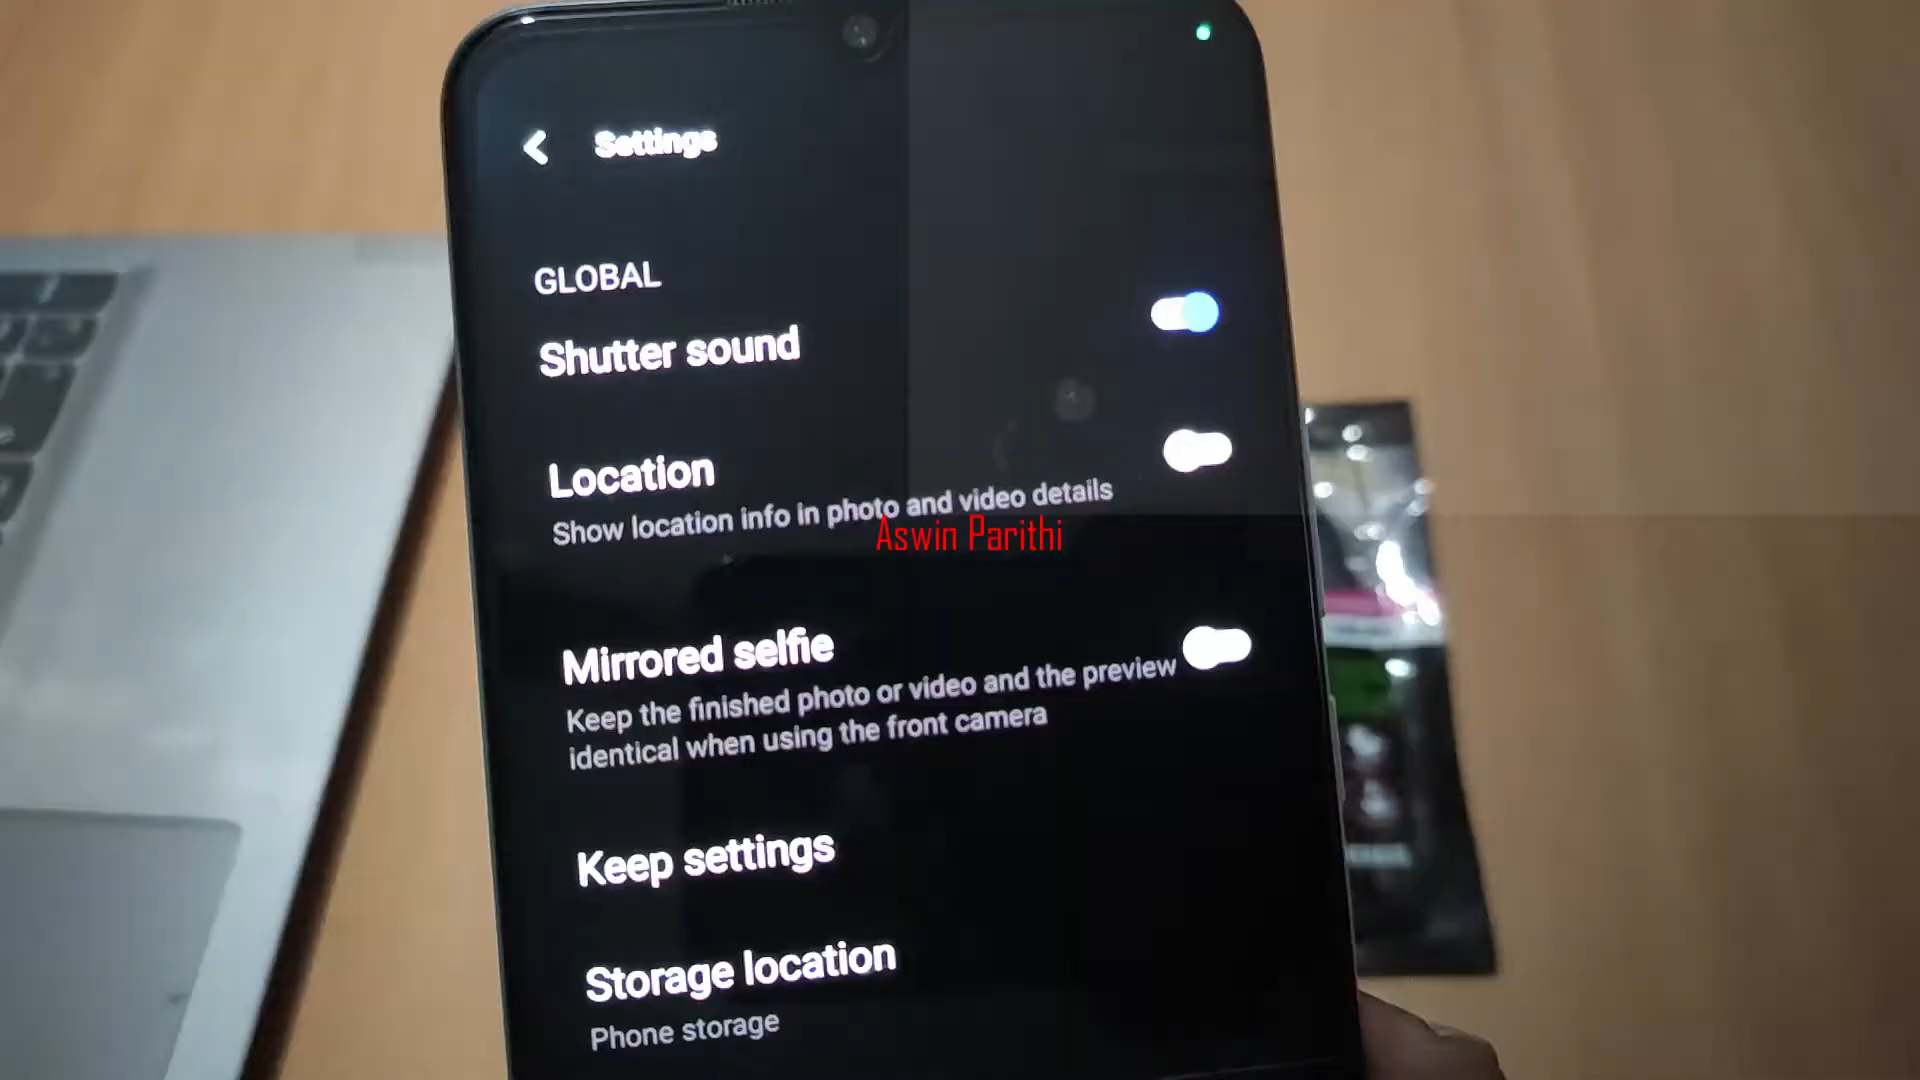 Settings
GLOBAL
Shutter sound
Location
Show location info in photo and video details
Aswin Parithi
Mirrored selfie
Keep the finished photo or video and the preview
identical when using the front camera
Keep settings
Storage location
Phone storage